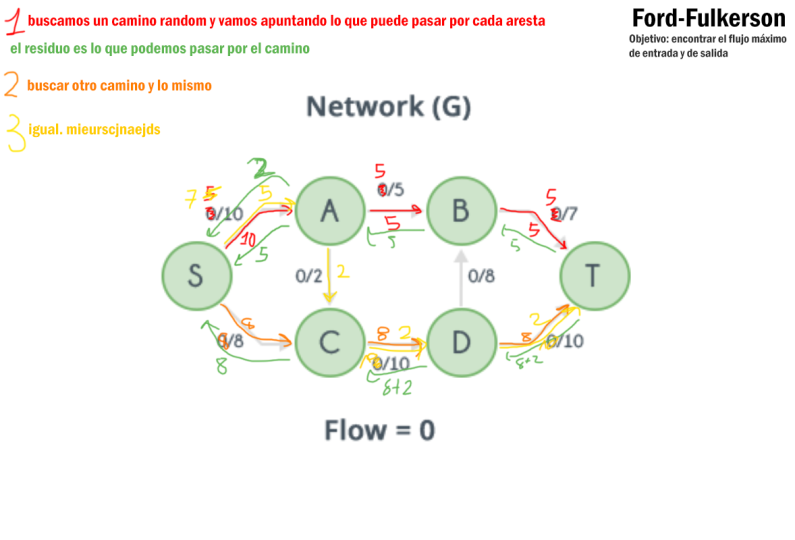 1 buscamos un camino random y vamos apuntando lo que puede pasar por cada aresta
el residuo es lo que podemos pasar por el camino
2 buscar otro camino y lo mismo
3 igual. mieurscjnaejds
Ford-Fulkerson
Objetivo: encontrar el flujo máximo
de entrada y de salida
Network (G)
2
7 5 5
0/10
5
10
5
5
0/5
5
5
5
0/7
5
5
S
A
B
T
0/2
2
0/8
C
D
8
0/8
8
8 2
0/10
8+2
2
8
0/10
8+2
Flow = 0